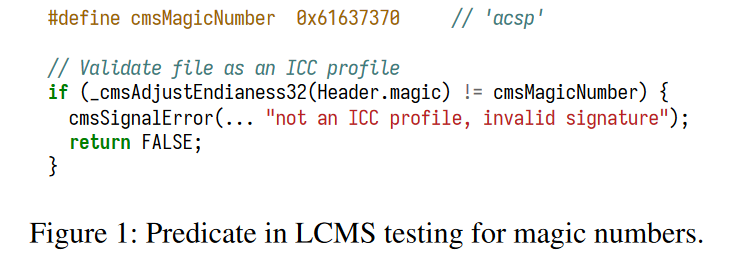 #define cmsMagicNumber  0x61637370     // 'acsp'
// Validate file as an ICC profile
if (_cmsAdjustEndianess32(Header.magic) != cmsMagicNumber) {
  cmsSignalError(... "not an ICC profile, invalid signature");
  return FALSE;
}
Figure 1: Predicate in LCMS testing for magic numbers.